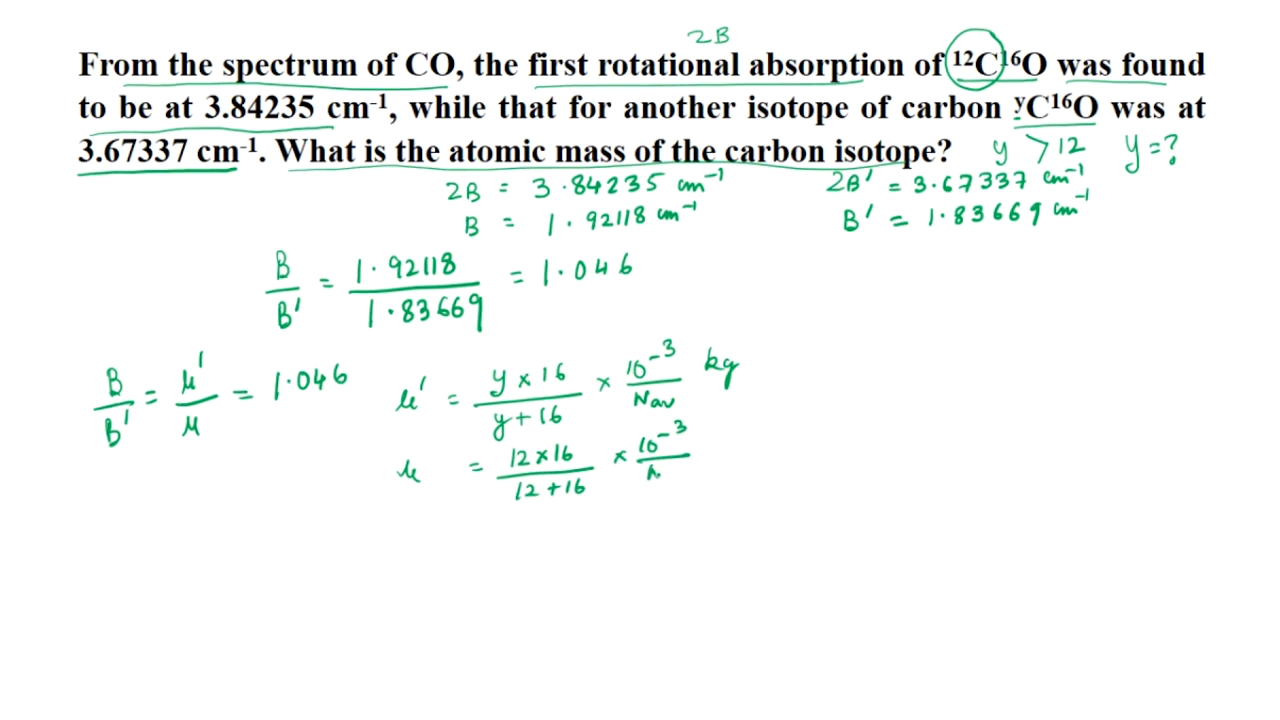 2B
From the spectrum of CO, the first rotational absorption of ¹²C¹⁶O was found
to be at 3.84235 cm⁻¹, while that for another isotope of carbon ʸC¹⁶O was at
3.67337 cm⁻¹. What is the atomic mass of the carbon isotope? y > 12 y = ?
2B = 3.84235 cm⁻¹ 2B' = 3.67337 cm⁻¹
B = 1.92118 cm⁻¹ B' = 1.83669 cm⁻¹
B/B' = 1.92118/1.83669 = 1.046
B/B' = μ'/μ = 1.046 μ' = y × 16/y + 16 × 10⁻³/Nav kg
μ = 12 × 16/12 + 16 × 10⁻³/